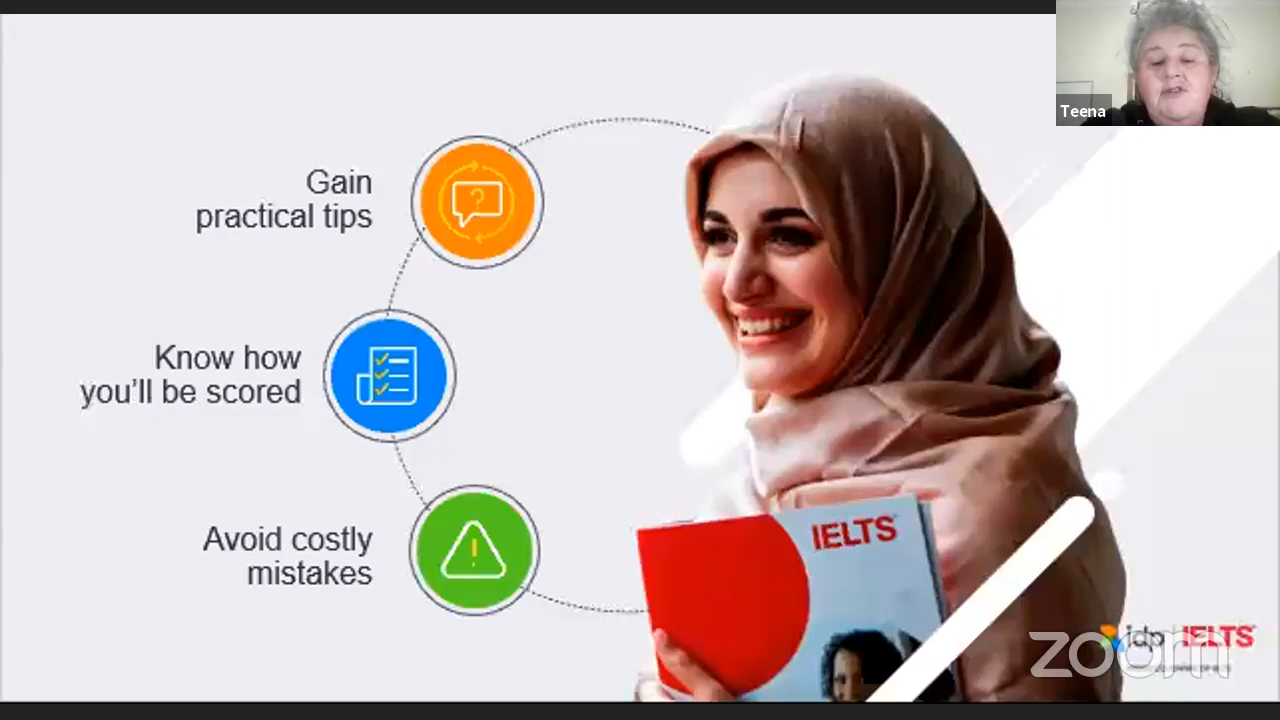 Teena
Gain
practical tips
Know how
you'll be scored
Avoid costly
mistakes
IELTS
idp IELTS
zoom